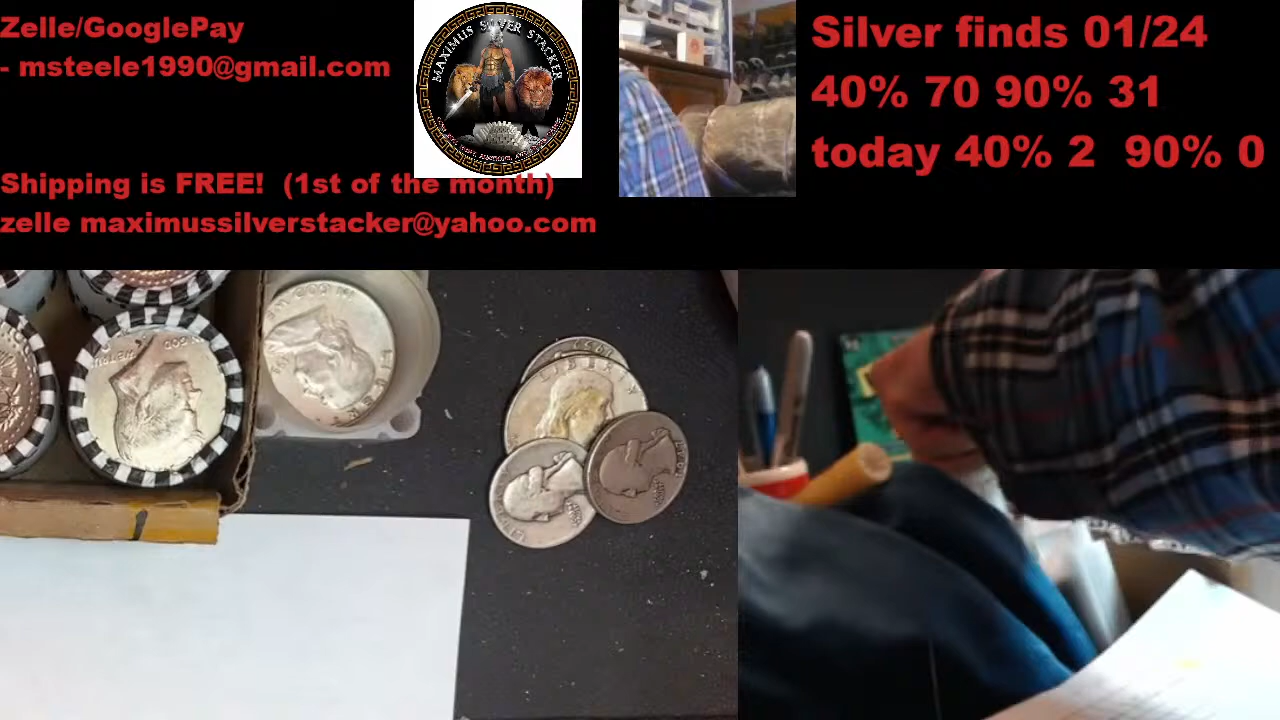 Zelle/GooglePay
- msteele1990@gmail.com
Shipping is FREE! (1st of the month)
zelle maximussilverstacker@yahoo.com
MAXIMUS SILVER STACKER
Silver finds 01/24
40% 70 90% 31
today 40% 2 90% 0
LIBERTY